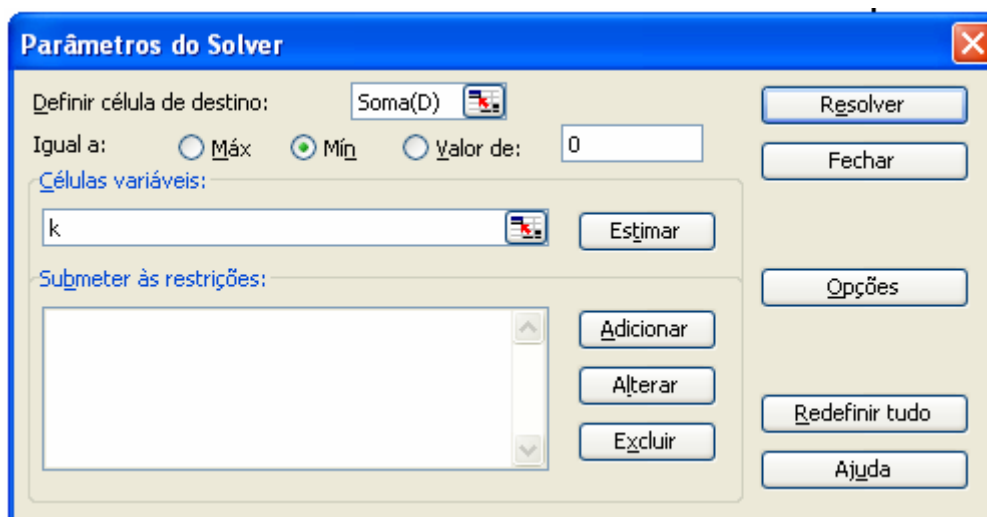 Parâmetros do Solver
Definir célula de destino: Soma(D) Resolver
Igual a: Máx Mín Valor de: 0 Fechar
Células variáveis:
k Estimar
Submeter às restrições: Opções
Adicionar
Alterar
Redefinir tudo
Excluir
Ajuda